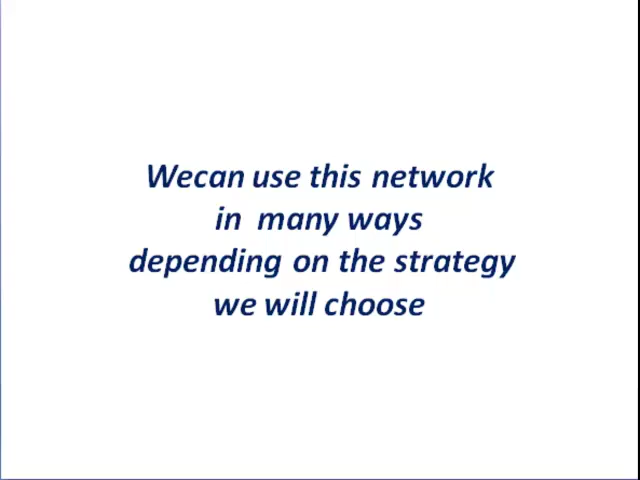 Wecan use this network
in  many ways
depending on the strategy
we will choose